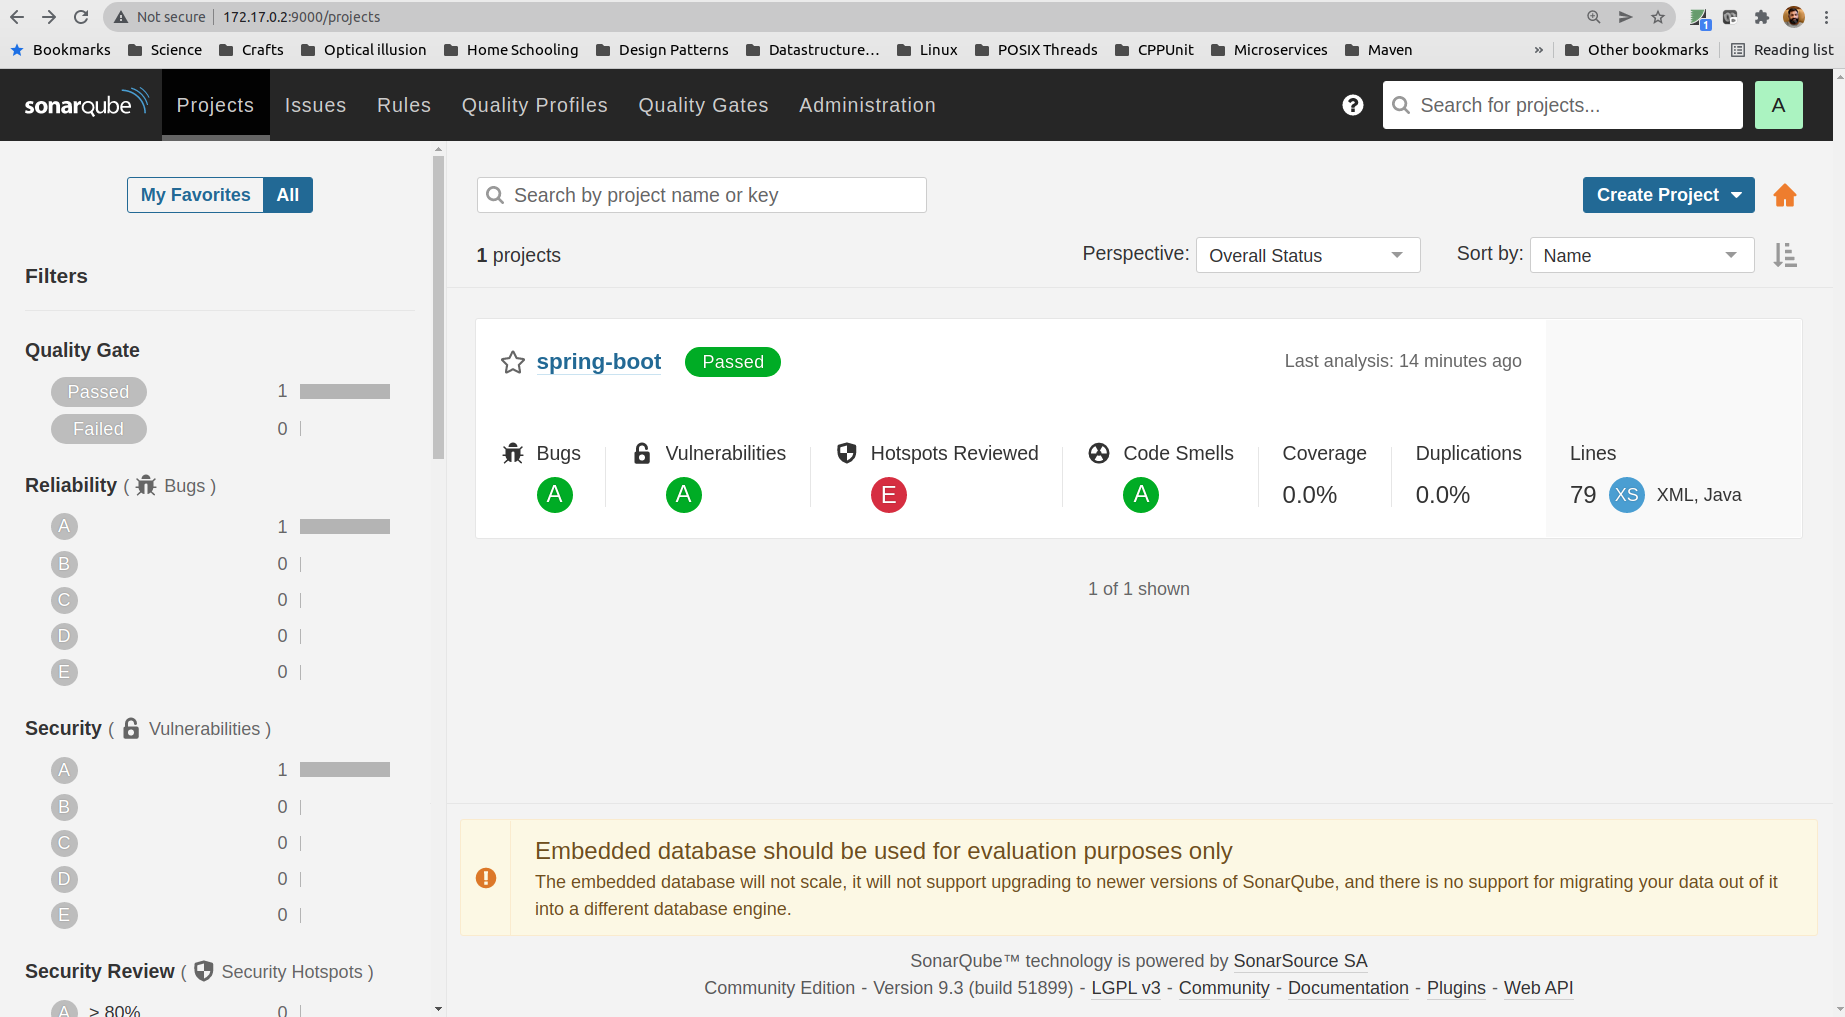 Not secure | 172.17.0.2:9000/projects
1
Bookmarks Science Crafts Optical illusion Home Schooling Design Patterns Datastructure… Linux POSIX Threads CPPUnit Microservices Maven » Other bookmarks Reading list
sonarqube Projects Issues Rules Quality Profiles Quality Gates Administration ? Search for projects... A
My Favorites All
Filters
Quality Gate
Passed 1
Failed 0
Reliability ( Bugs )
A 1
B 0
C 0
D 0
E 0
Security ( Vulnerabilities )
A 1
B 0
C 0
D 0
E 0
Security Review ( Security Hotspots )
A ≥ 80% 0
Search by project name or key
Create Project
1 projects
Perspective: Overall Status Sort by: Name
spring-boot Passed Last analysis: 14 minutes ago
Bugs Vulnerabilities Hotspots Reviewed Code Smells Coverage Duplications Lines
A A E A 0.0% 0.0% 79 XS XML, Java
1 of 1 shown
Embedded database should be used for evaluation purposes only
The embedded database will not scale, it will not support upgrading to newer versions of SonarQube, and there is no support for migrating your data out of it
into a different database engine.
SonarQube™ technology is powered by SonarSource SA
Community Edition - Version 9.3 (build 51899) - LGPL v3 - Community - Documentation - Plugins - Web API